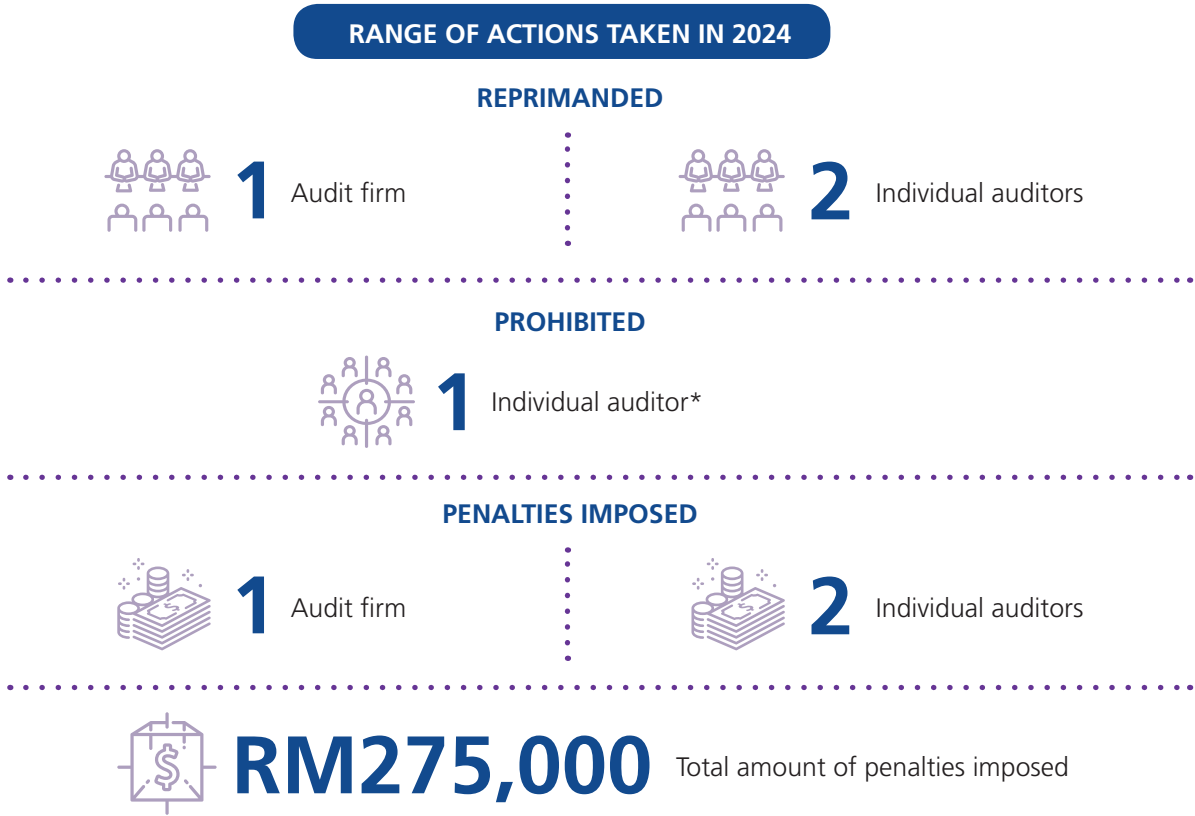 RANGE OF ACTIONS TAKEN IN 2024
REPRIMANDED
1 Audit firm
2 Individual auditors
PROHIBITED
1 Individual auditor*
PENALTIES IMPOSED
1 Audit firm
2 Individual auditors
RM275,000 Total amount of penalties imposed